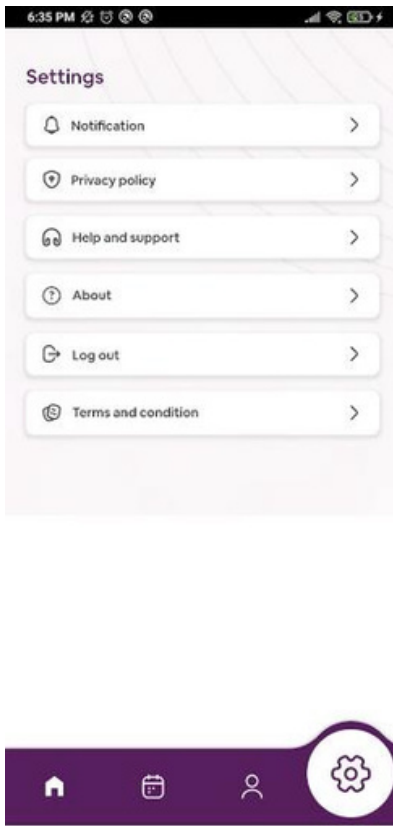 6:35 PM
Settings
Notification
Privacy policy
Help and support
About
Log out
Terms and condition